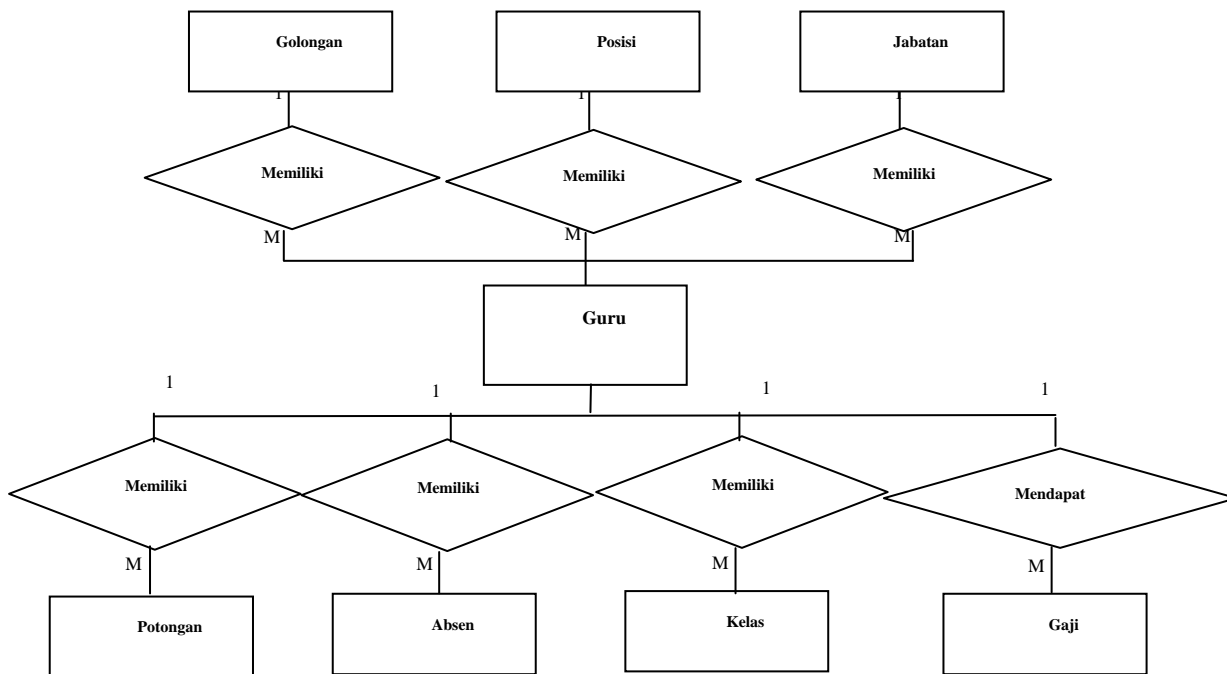 Golongan Posisi Jabatan
1 1 1
Memiliki Memiliki Memiliki
M M M
Guru
1 1 1 1
Memiliki Memiliki Memiliki Mendapat
M M M M
Potongan Absen Kelas Gaji